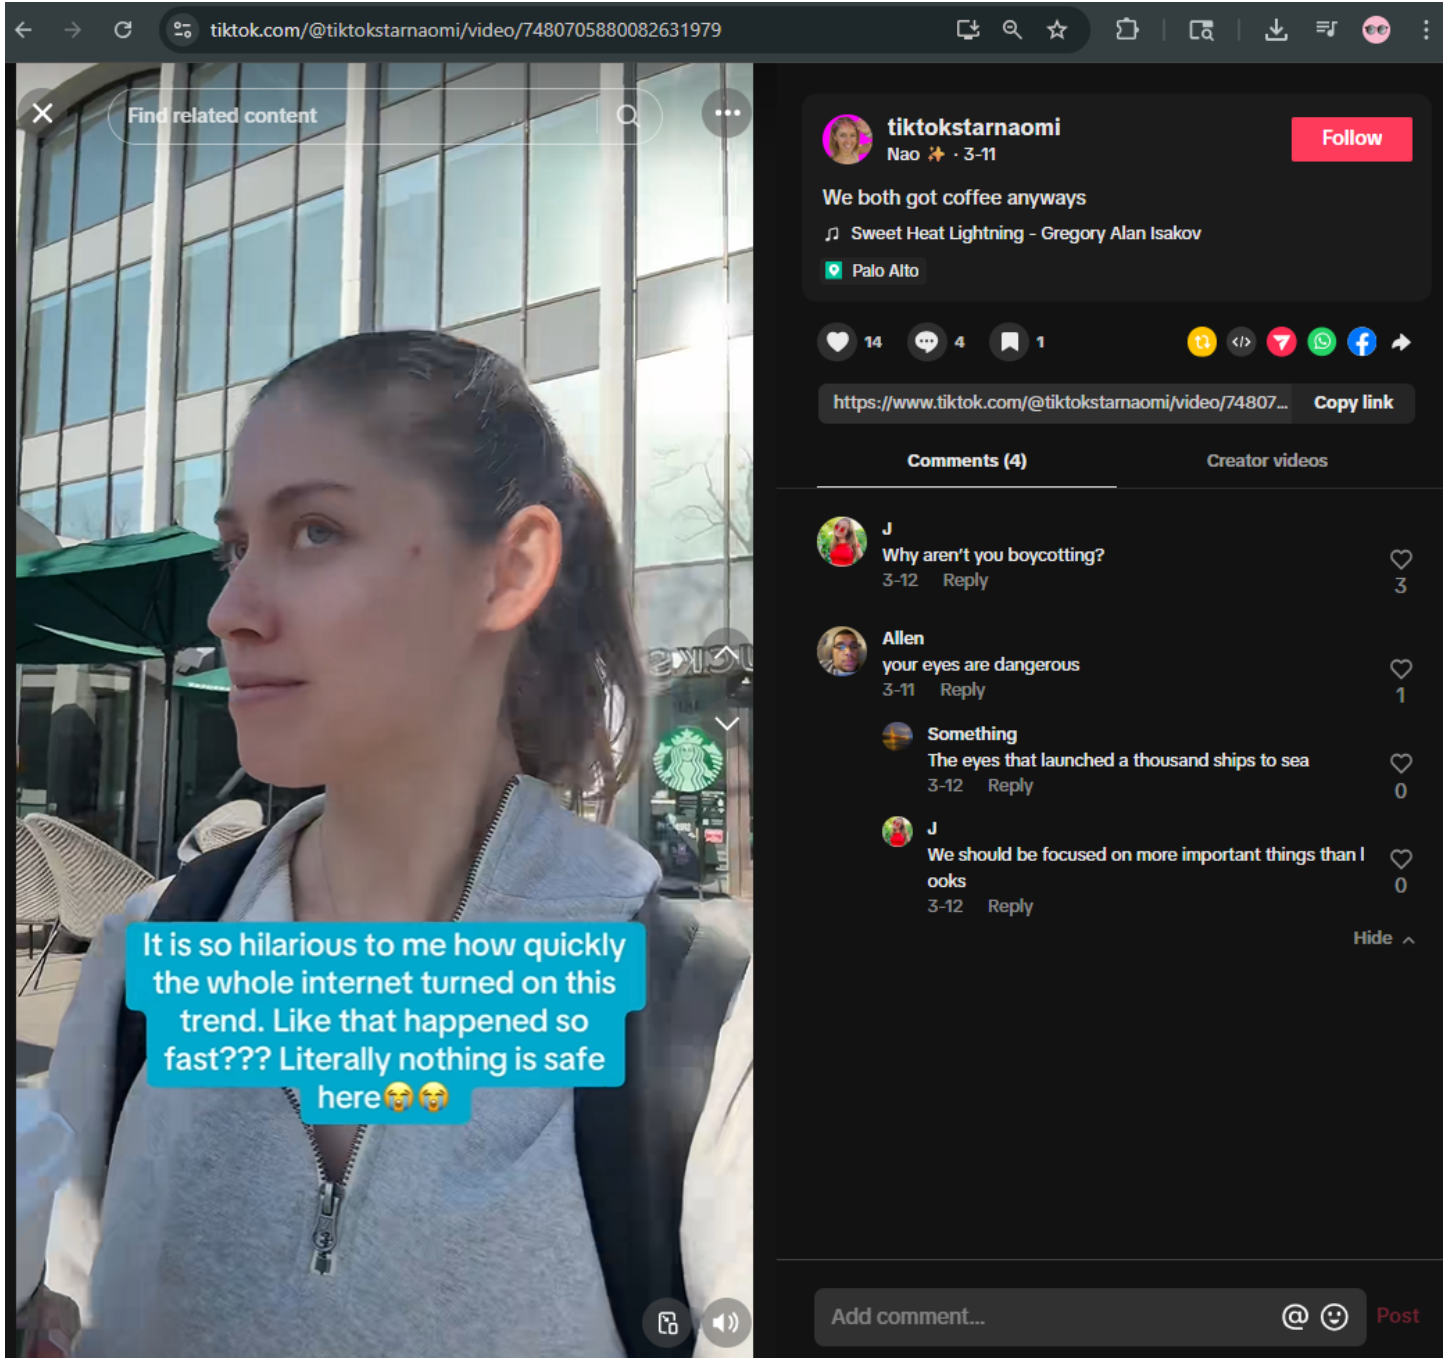 tiktok.com/@tiktokstarnaomi/video/7480705880082631979
Find related content
It is so hilarious to me how quickly
the whole internet turned on this
trend. Like that happened so
fast??? Literally nothing is safe
here😭😭
tiktokstarnaomi
Nao ✨ · 3-11
Follow
We both got coffee anyways
Sweet Heat Lightning - Gregory Alan Isakov
Palo Alto
14
4
1
https://www.tiktok.com/@tiktokstarnaomi/video/74807...
Copy link
Comments (4)
Creator videos
J
Why aren't you boycotting?
3-12 Reply
3
Allen
your eyes are dangerous
3-11 Reply
1
Something
The eyes that launched a thousand ships to sea
3-12 Reply
0
J
We should be focused on more important things than l
ooks
3-12 Reply
0
Hide
Add comment...
Post